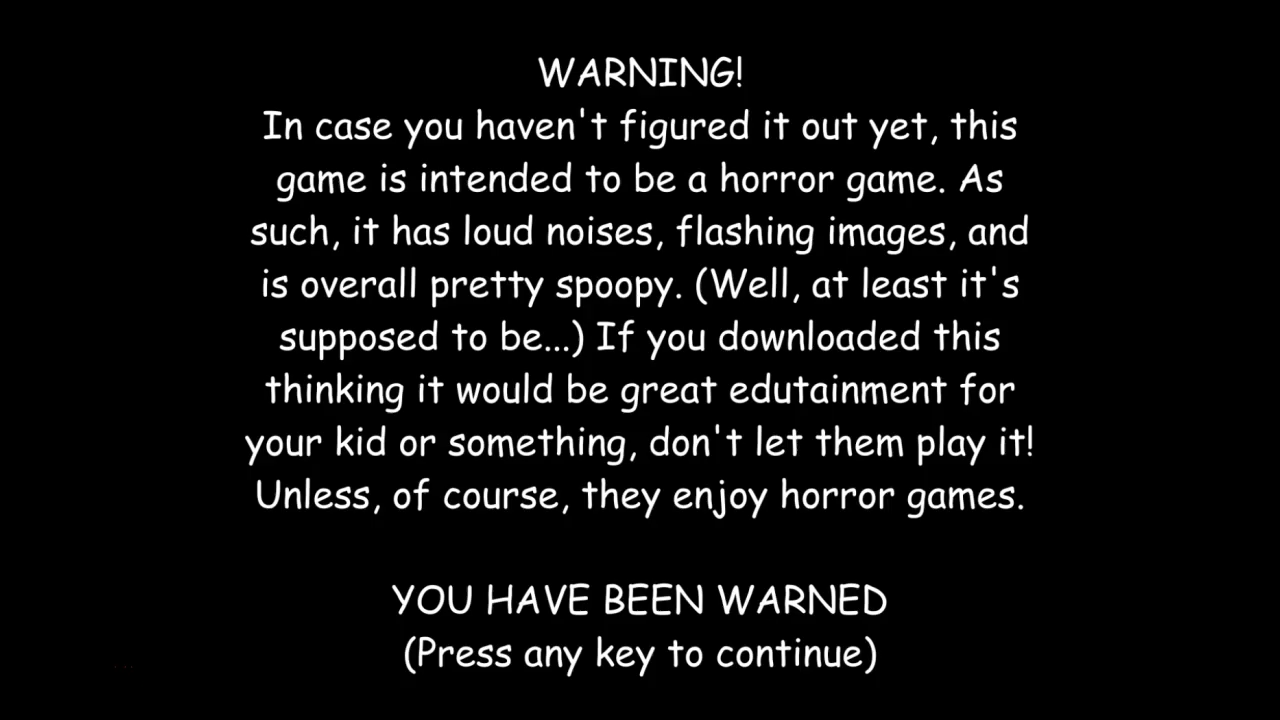 WARNING!
In case you haven't figured it out yet, this
game is intended to be a horror game. As
such, it has loud noises, flashing images, and
is overall pretty spoopy. (Well, at least it's
supposed to be...) If you downloaded this
thinking it would be great edutainment for
your kid or something, don't let them play it!
Unless, of course, they enjoy horror games.
YOU HAVE BEEN WARNED
(Press any key to continue)
...